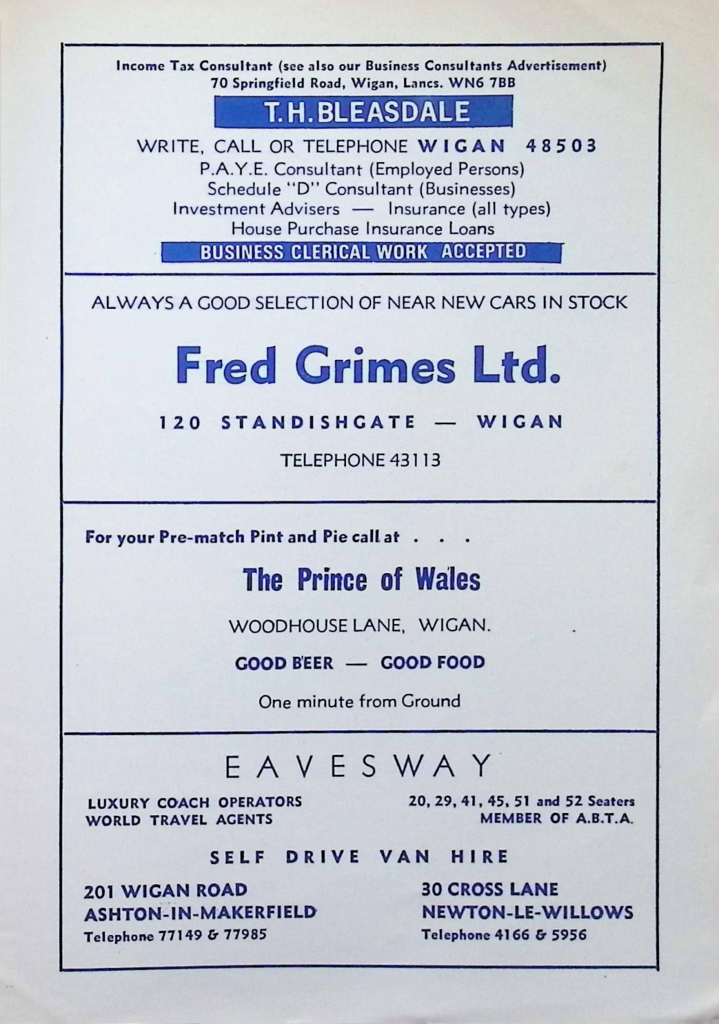 Income Tax Consultant (see also our Business Consultants Advertisement)
70 Springfield Road, Wigan, Lancs. WN6 7BB
T. H. BLEASDALE
WRITE, CALL OR TELEPHONE WIGAN 48503
P.A.Y.E. Consultant (Employed Persons)
Schedule "D" Consultant (Businesses)
Investment Advisers — Insurance (all types)
House Purchase Insurance Loans
BUSINESS CLERICAL WORK ACCEPTED
ALWAYS A GOOD SELECTION OF NEAR NEW CARS IN STOCK
Fred Grimes Ltd.
120 STANDISHGATE — WIGAN
TELEPHONE 43113
For your Pre-match Pint and Pie call at . . .
The Prince of Wales
WOODHOUSE LANE, WIGAN.
GOOD BEER — GOOD FOOD
One minute from Ground
EAVESWAY
LUXURY COACH OPERATORS 20, 29, 41, 45, 51 and 52 Seaters
WORLD TRAVEL AGENTS MEMBER OF A.B.T.A.
SELF DRIVE VAN HIRE
201 WIGAN ROAD 30 CROSS LANE
ASHTON-IN-MAKERFIELD NEWTON-LE-WILLOWS
Telephone 77149 & 77985 Telephone 4166 & 5956